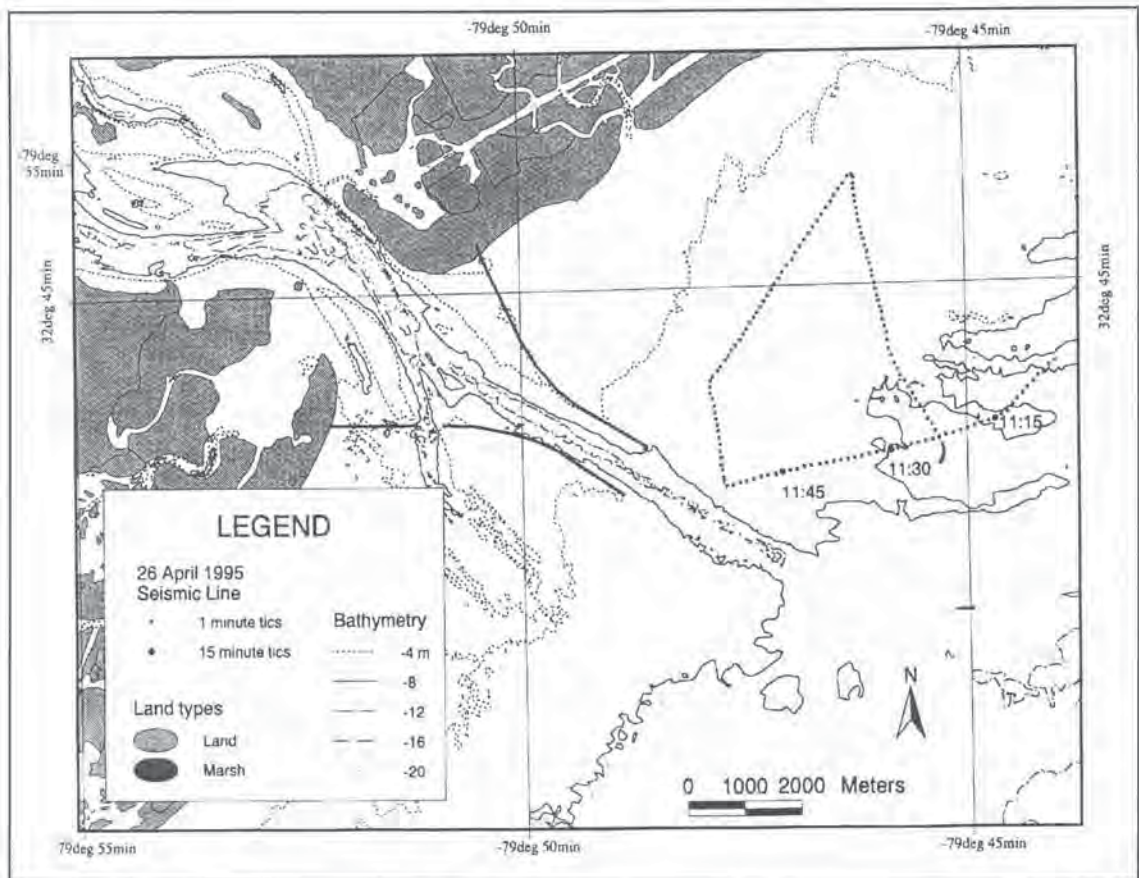 -79deg 50min
-79deg 45min
-79deg
55min
32deg 45min
32deg 45min
11:15
11:30
11:45
LEGEND
26 April 1995
Seismic Line
1 minute tics
15 minute tics
Bathymetry
-4 m
-8
-12
-16
-20
Land types
Land
Marsh
N
0 1000 2000 Meters
79deg 55min
-79deg 50min
-79deg 45min